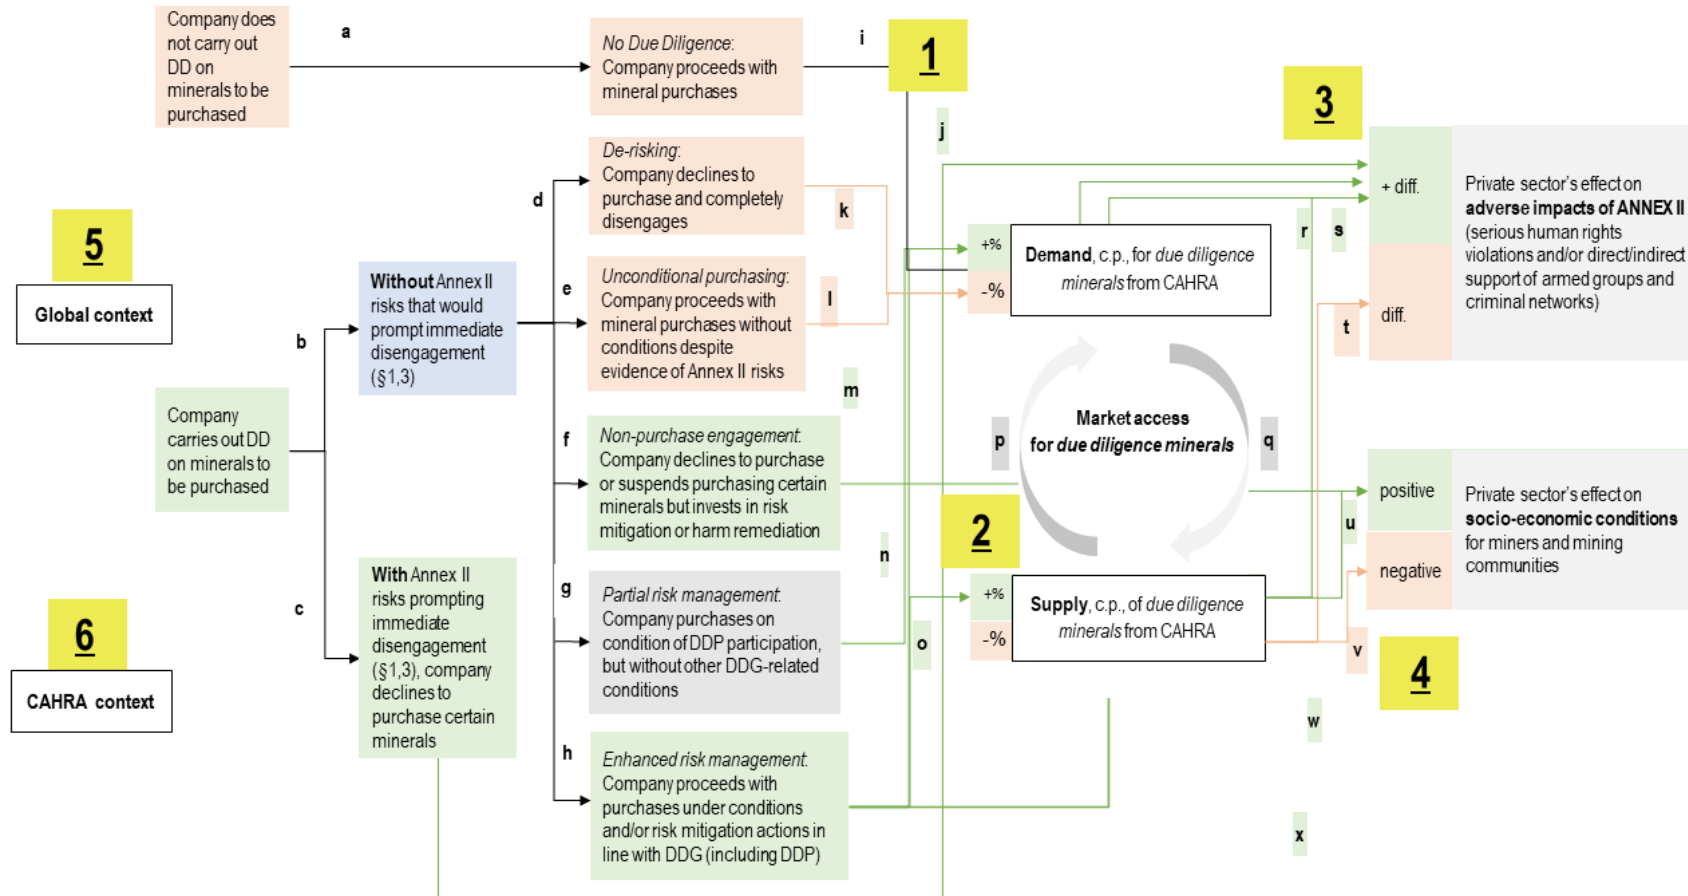 Company does
not carry out
DD on
minerals to be
purchased
a
No Due Diligence:
Company proceeds with
mineral purchases
i
1
j
3
De-risking:
Company declines to
purchase and completely
disengages
d
k
5
Global context
Without Annex II
risks that would
prompt immediate
disengagement
(§1,3)
b
e
Unconditional purchasing:
Company proceeds with
mineral purchases without
conditions despite
evidence of Annex II risks
l
+%
-%
Demand, c.p., for due diligence
minerals from CAHRA
r
s
t
+ diff.
diff.
Private sector's effect on
adverse impacts of ANNEX II
(serious human rights
violations and/or direct/indirect
support of armed groups and
criminal networks)
Company
carries out DD
on minerals to
be purchased
m
f
Non-purchase engagement:
Company declines to purchase
or suspends purchasing certain
minerals but invests in risk
mitigation or harm remediation
p
Market access
for due diligence minerals
q
2
n
u
positive
negative
Private sector's effect on
socio-economic conditions
for miners and mining
communities
6
CAHRA context
c
With Annex II
risks prompting
immediate
disengagement
(§1,3), company
declines to
purchase certain
minerals
g
Partial risk management:
Company purchases on
condition of DDP participation,
but without other DDG-related
conditions
o
+%
-%
Supply, c.p., of due diligence
minerals from CAHRA
v
4
w
h
Enhanced risk management:
Company proceeds with
purchases under conditions
and/or risk mitigation actions in
line with DDG (including DDP)
x